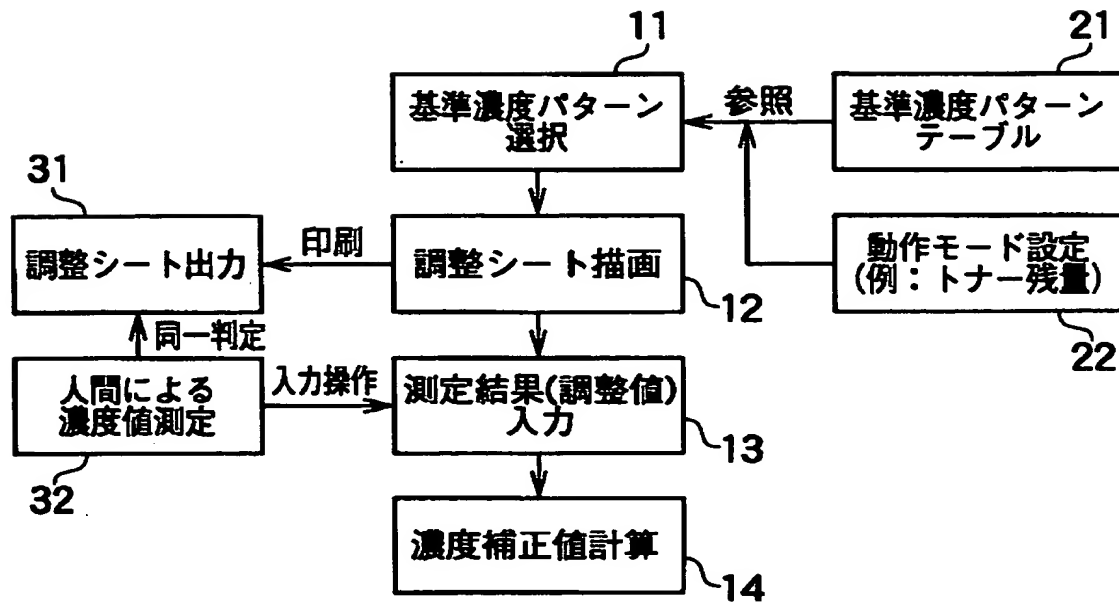 11
21
基準濃度パターン
選択
参照
基準濃度パターン
テーブル
31
調整シート出力
印刷
調整シート描画
12
動作モード設定
(例：トナー残量)
22
同一判定
人間による
濃度値測定
32
入力操作
測定結果(調整値)
入力
13
濃度補正値計算
14